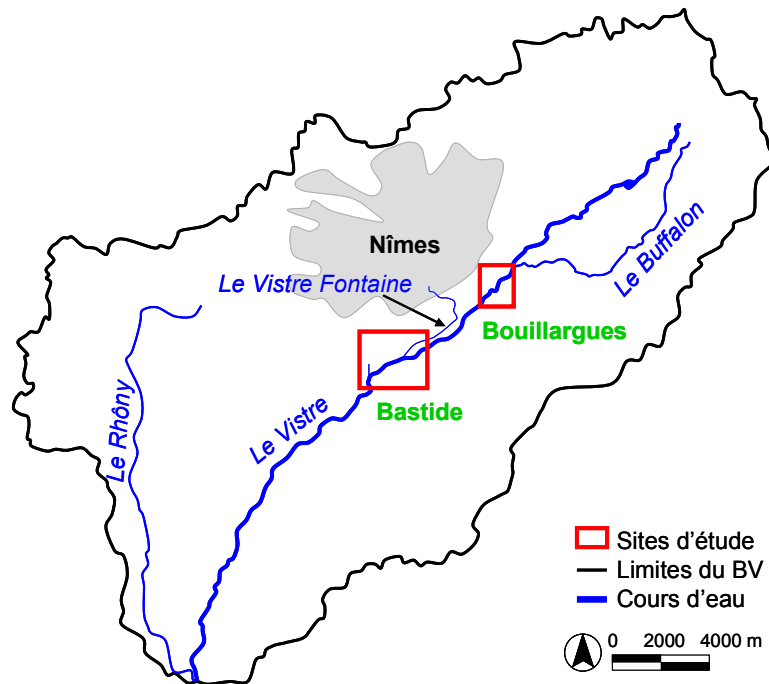 Nîmes
Le Vistre Fontaine
Le Buffalon
Bouillargues
Bastide
Le Rhôny
Le Vistre
Sites d'étude
Limites du BV
Cours d'eau
0 2000 4000 m